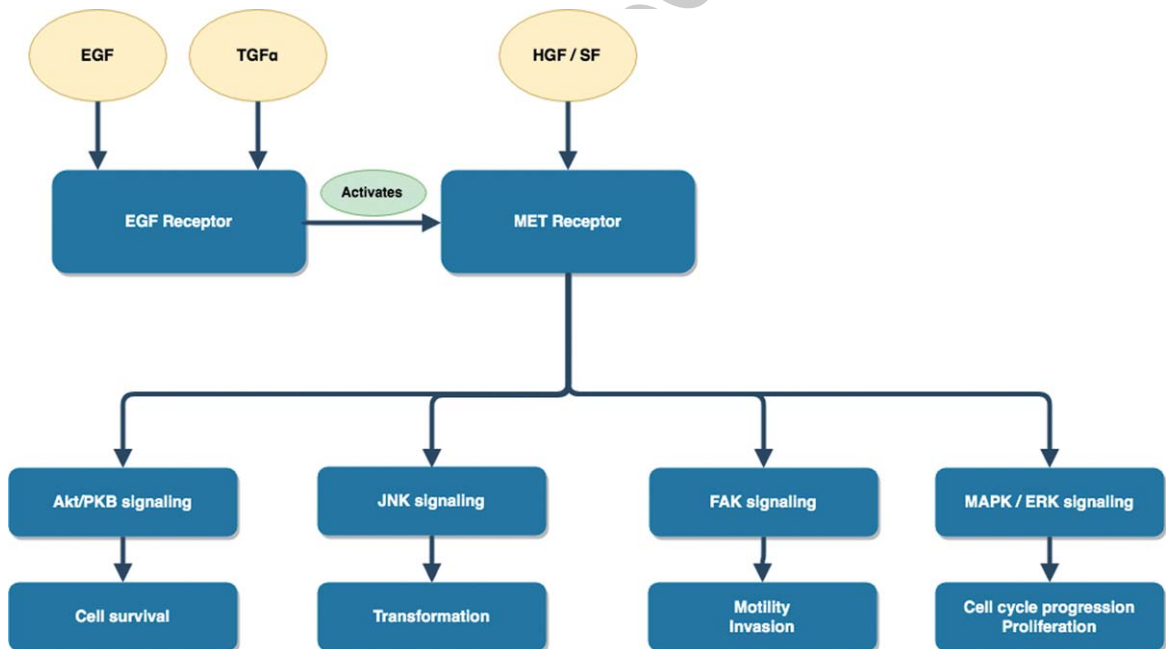 EGF
TGFα
HGF / SF
Activates
EGF Receptor
MET Receptor
Akt/PKB signaling
JNK signaling
FAK signaling
MAPK / ERK signaling
Cell survival
Transformation
Motility
Invasion
Cell cycle progression
Proliferation